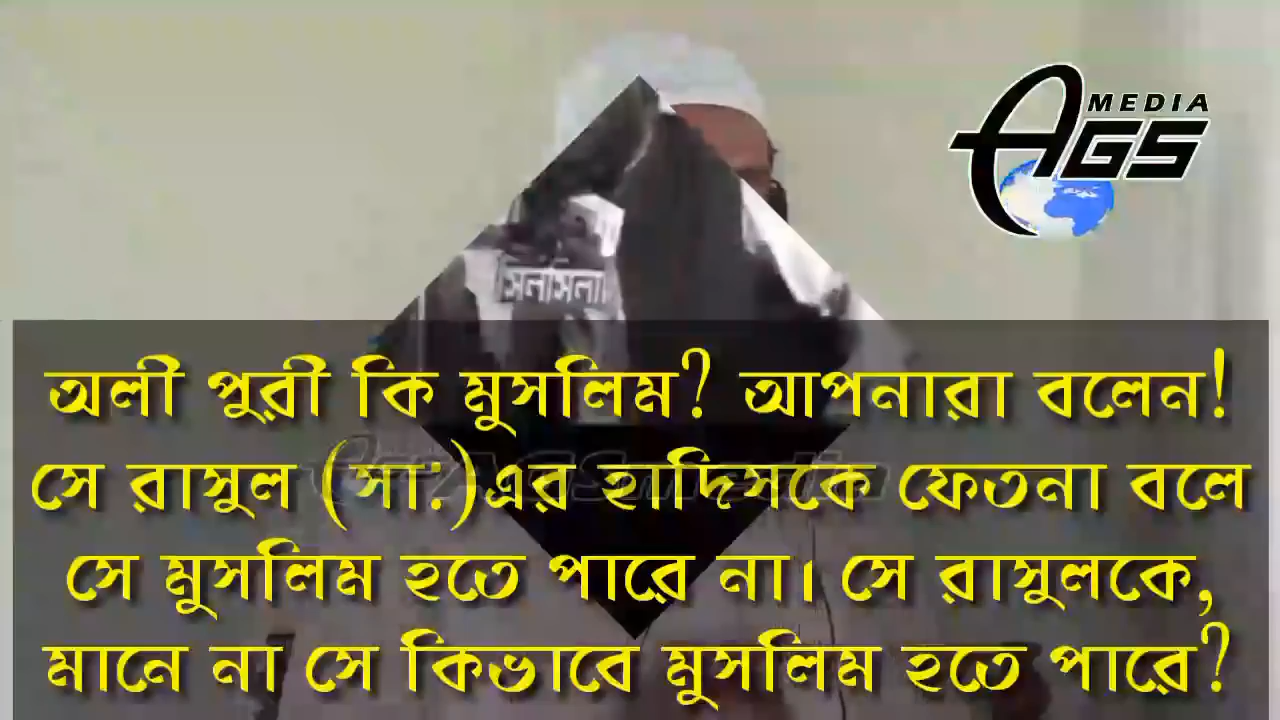 MEDIA
AGS
সিলসিলা
অলী পুরী কি মুসলিম? আপনারা বলেন!
সে রাসুল (সা:)এর হাদিসকে ফেতনা বলে
সে মুসলিম হতে পারে না। সে রাসুলকে,
মানে না সে কিভাবে মুসলিম হতে পারে?